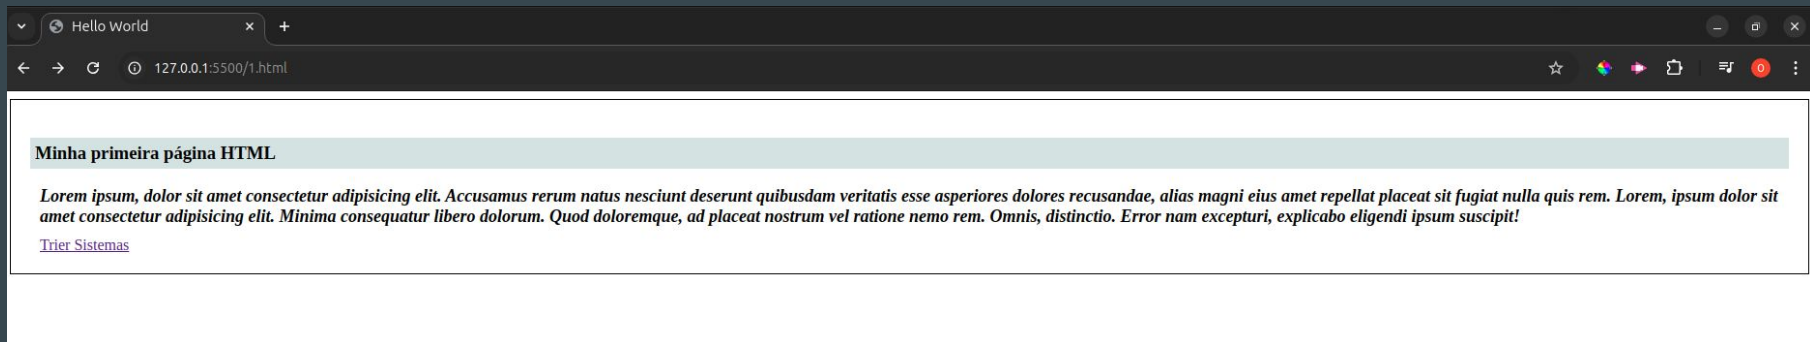 Hello World
127.0.0.1:5500/1.html
O
Minha primeira página HTML
Lorem ipsum, dolor sit amet consectetur adipisicing elit. Accusamus rerum natus nesciunt deserunt quibusdam veritatis esse asperiores dolores recusandae, alias magni eius amet repellat placeat sit fugiat nulla quis rem. Lorem, ipsum dolor sit
amet consectetur adipisicing elit. Minima consequatur libero dolorum. Quod doloremque, ad placeat nostrum vel ratione nemo rem. Omnis, distinctio. Error nam excepturi, explicabo eligendi ipsum suscipit!
Trier Sistemas